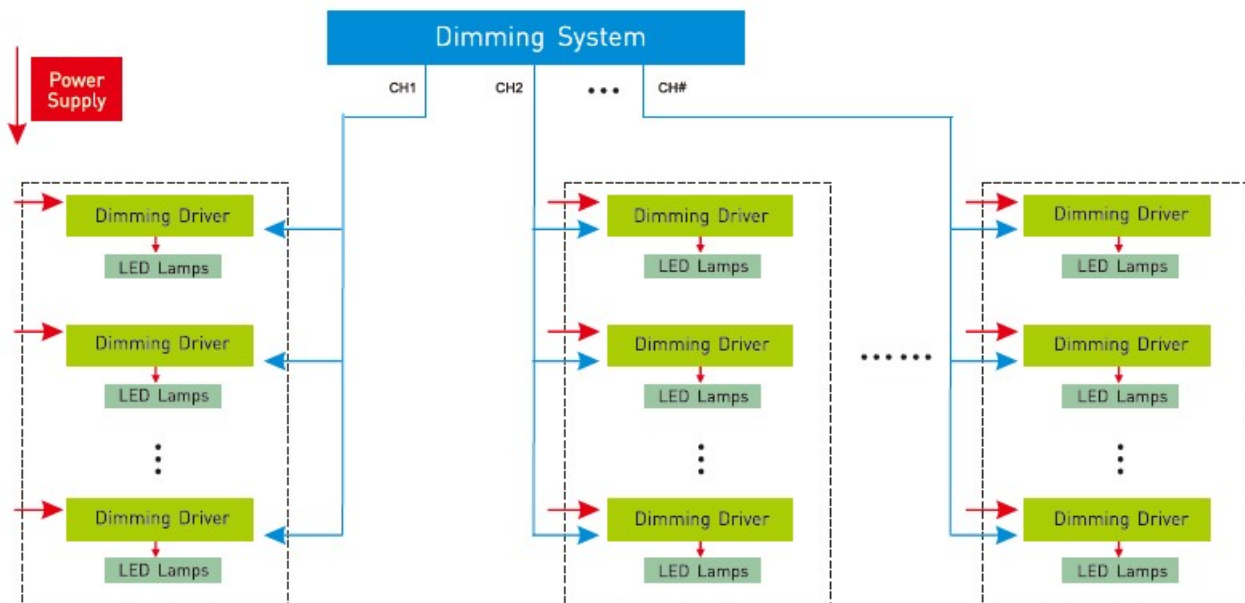 Dimming System
Power
Supply
CH1
CH2
•••
CH#
Dimming Driver
LED Lamps
Dimming Driver
LED Lamps
Dimming Driver
LED Lamps
Dimming Driver
LED Lamps
Dimming Driver
LED Lamps
Dimming Driver
LED Lamps
••••••
Dimming Driver
LED Lamps
Dimming Driver
LED Lamps
Dimming Driver
LED Lamps